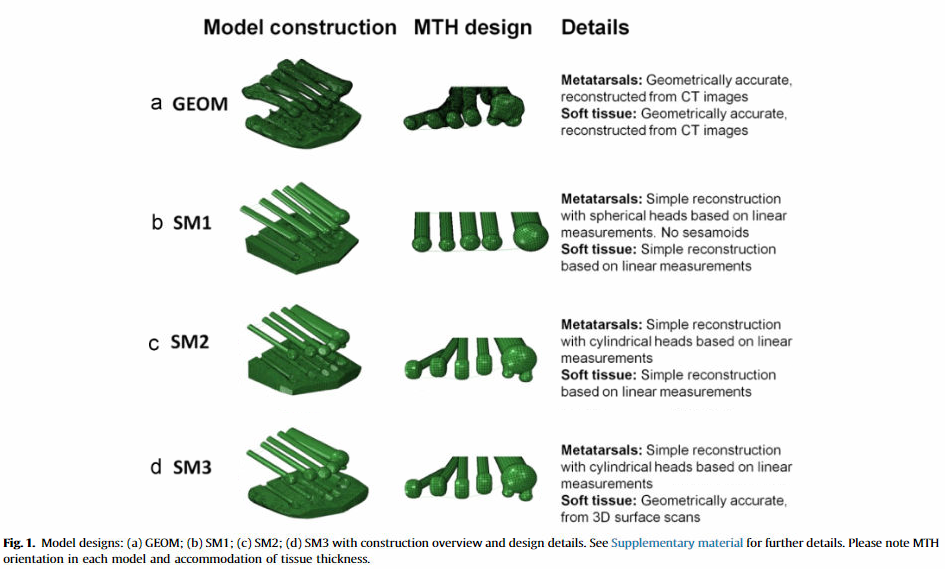 Model construction MTH design Details
a GEOM
Metatarsals: Geometrically accurate,
reconstructed from CT images
Soft tissue: Geometrically accurate,
reconstructed from CT images
b SM1
Metatarsals: Simple reconstruction
with spherical heads based on linear
measurements. No sesamoids
Soft tissue: Simple reconstruction
based on linear measurements
c SM2
Metatarsals: Simple reconstruction
with cylindrical heads based on linear
measurements
Soft tissue: Simple reconstruction
based on linear measurements
d SM3
Metatarsals: Simple reconstruction
with cylindrical heads based on linear
measurements
Soft tissue: Geometrically accurate,
from 3D surface scans
Fig. 1. Model designs: (a) GEOM; (b) SM1; (c) SM2; (d) SM3 with construction overview and design details. See Supplementary material for further details. Please note MTH
orientation in each model and accommodation of tissue thickness.